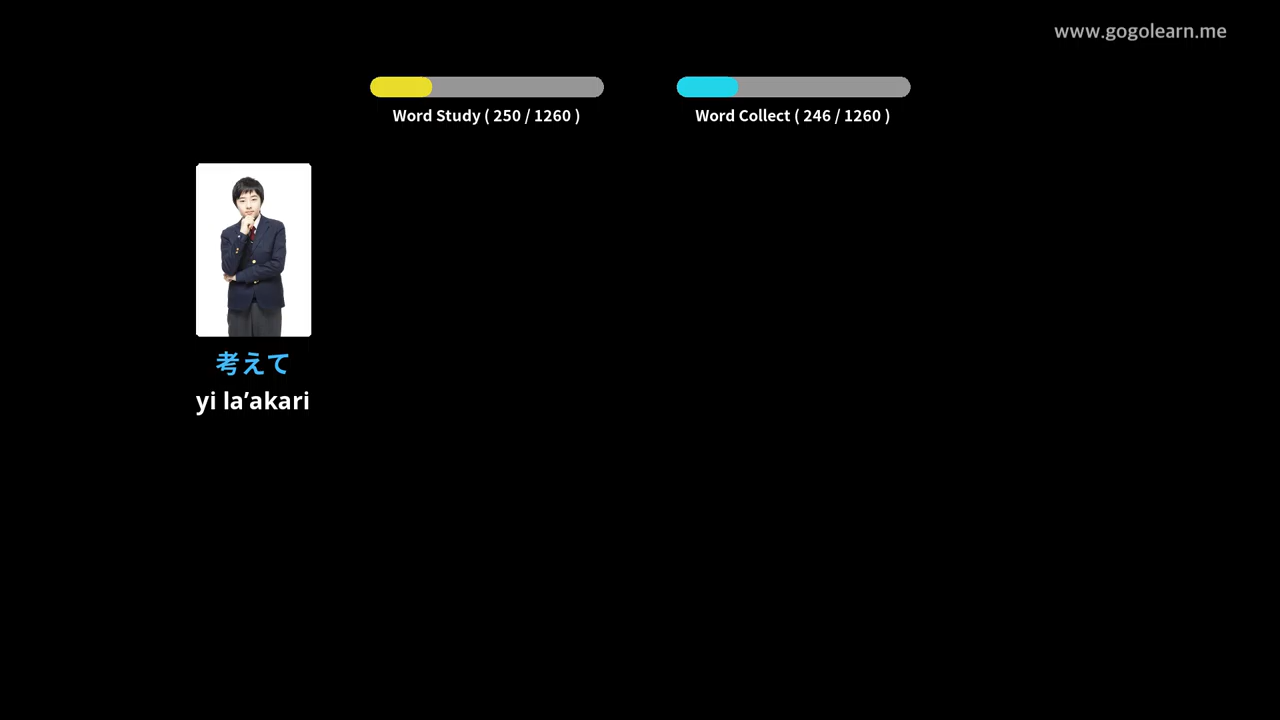 www.gogolearn.me
Word Study ( 250 / 1260 )
Word Collect ( 246 / 1260 )
考えて
yi la’akari